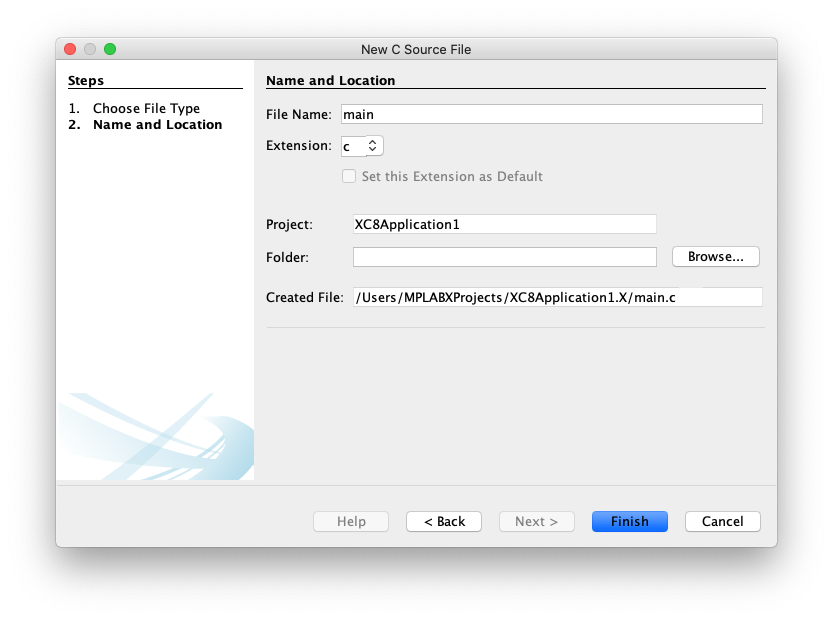 New C Source File
Steps
1. Choose File Type
2. Name and Location
Name and Location
File Name: main
Extension: c
Set this Extension as Default
Project: XC8Application1
Folder: Browse...
Created File: /Users/MPLABXProjects/XC8Application1.X/main.c
Help < Back Next > Finish Cancel